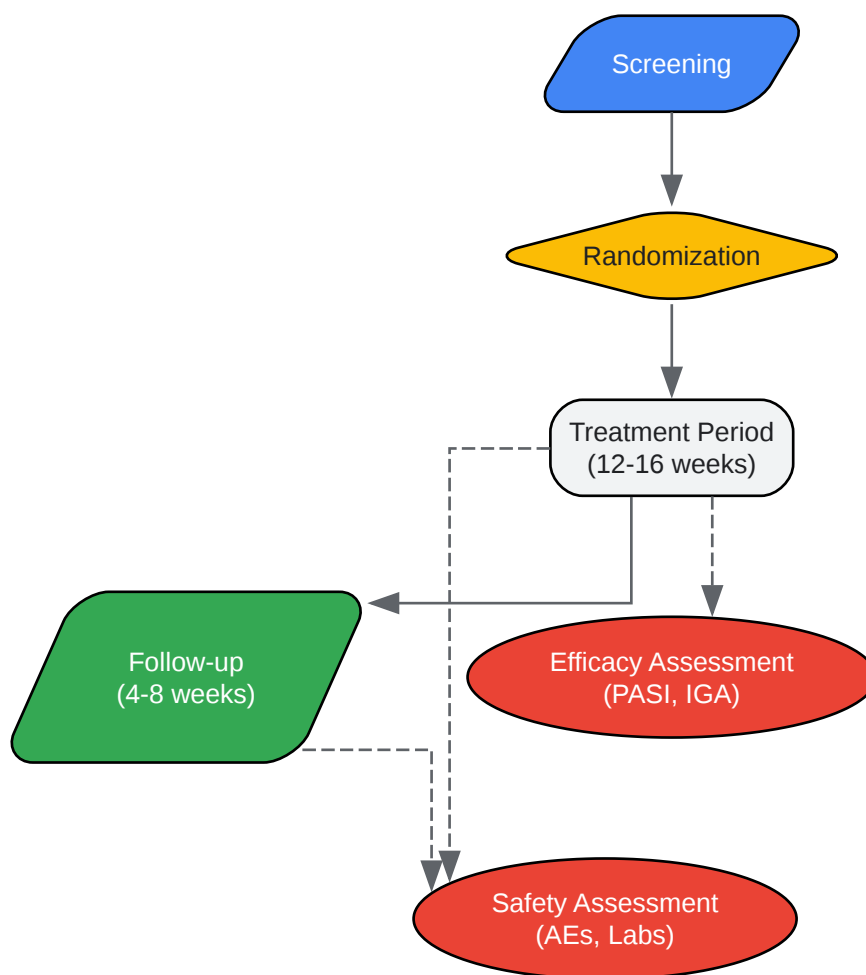 Screening
Randomization
Treatment Period
(12-16 weeks)
Follow-up
(4-8 weeks)
Efficacy Assessment
(PASI, IGA)
Safety Assessment
(AEs, Labs)